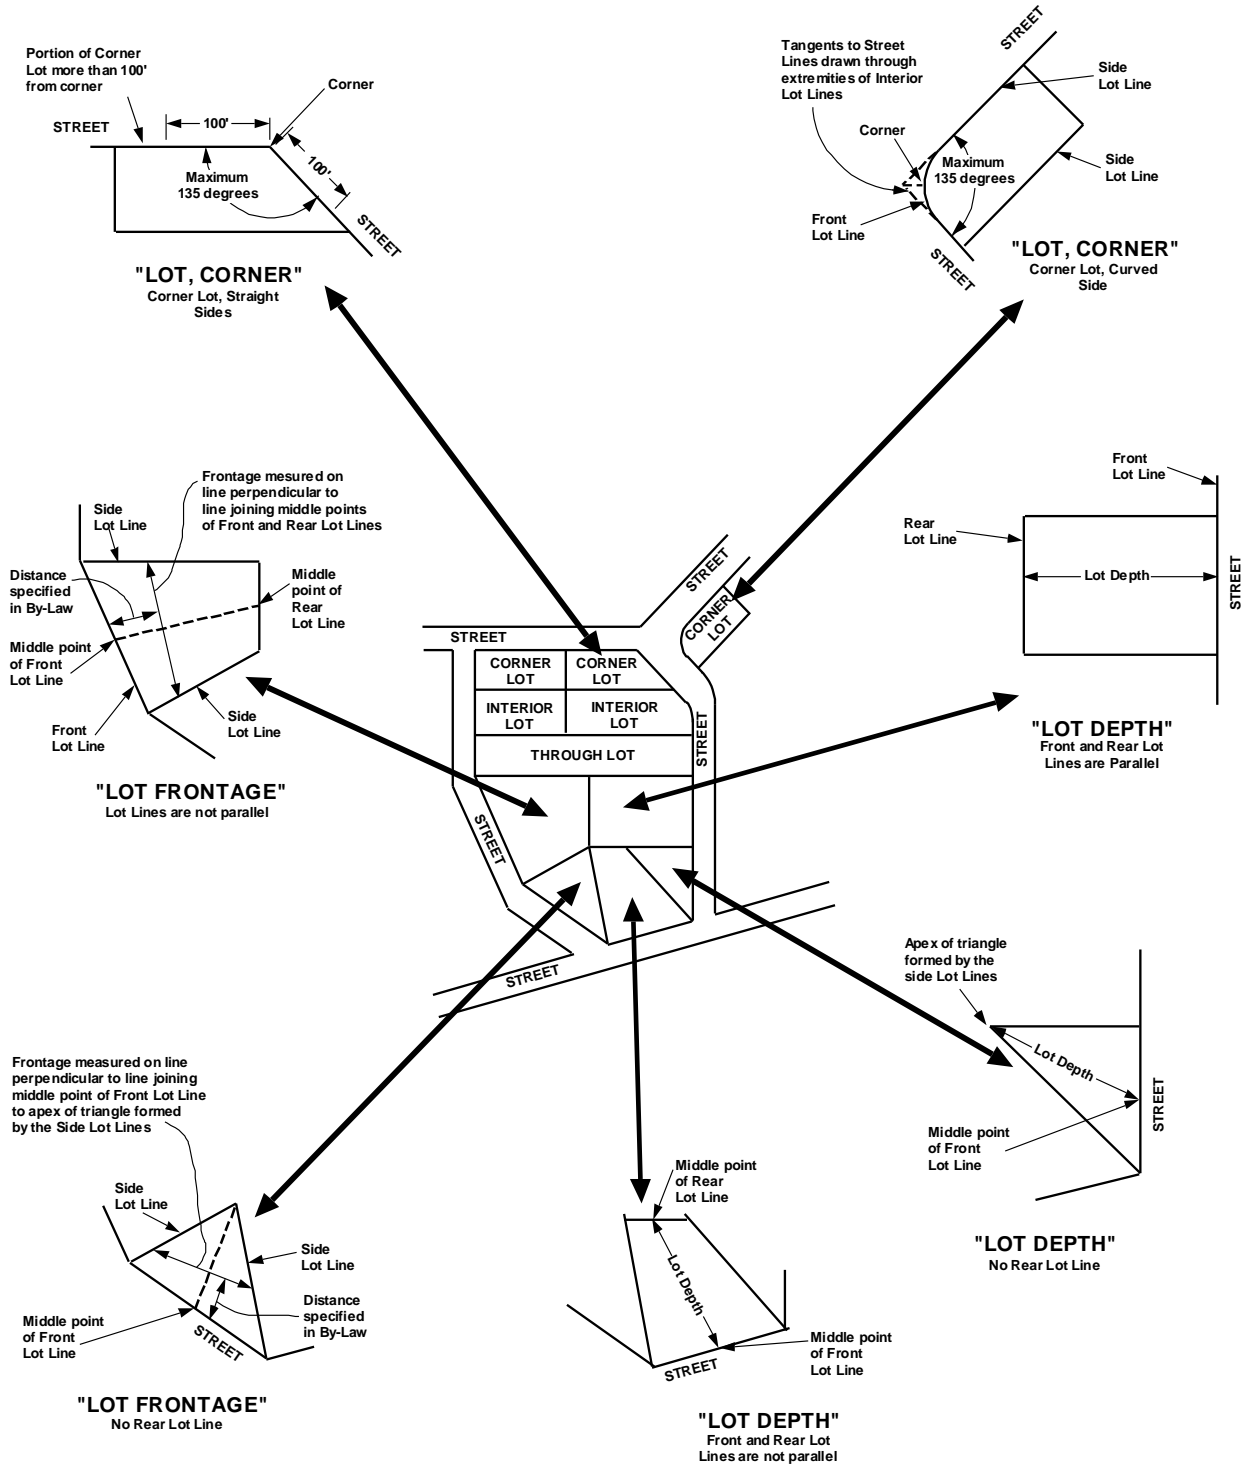 Portion of Corner
Lot more than 100'
from corner
Corner
STREET
100'
100'
Maximum
135 degrees
STREET
"LOT, CORNER"
Corner Lot, Straight
Sides
STREET
Tangents to Street
Lines drawn through
extremities of Interior
Lot Lines
Side
Lot Line
Corner
Maximum
135 degrees
Side
Lot Line
Front
Lot Line
STREET
"LOT, CORNER"
Corner Lot, Curved
Side
Frontage mesured on
line perpendicular to
line joining middle points
of Front and Rear Lot Lines
Side
Lot Line
Distance
specified
in By-Law
Middle
point of
Rear
Lot Line
Middle point
of Front
Lot Line
Front
Lot Line
Side
Lot Line
"LOT FRONTAGE"
Lot Lines are not parallel
Front
Lot Line
Rear
Lot Line
Lot Depth
STREET
"LOT DEPTH"
Front and Rear Lot
Lines are Parallel
STREET
STREET
CORNER
LOT
CORNER
LOT
CORNER
LOT
INTERIOR
LOT
INTERIOR
LOT
STREET
THROUGH LOT
STREET
STREET
Apex of triangle
formed by the
side Lot Lines
Lot Depth
STREET
Middle point
of Front
Lot Line
"LOT DEPTH"
No Rear Lot Line
Frontage measured on line
perpendicular to line joining
middle point of Front Lot Line
to apex of triangle formed
by the Side Lot Lines
Side
Lot Line
Side
Lot Line
Distance
specified
in By-Law
Middle point
of Front
Lot Line
STREET
"LOT FRONTAGE"
No Rear Lot Line
Middle point
of Rear
Lot Line
Lot Depth
Middle point
of Front
Lot Line
STREET
"LOT DEPTH"
Front and Rear Lot
Lines are not parallel